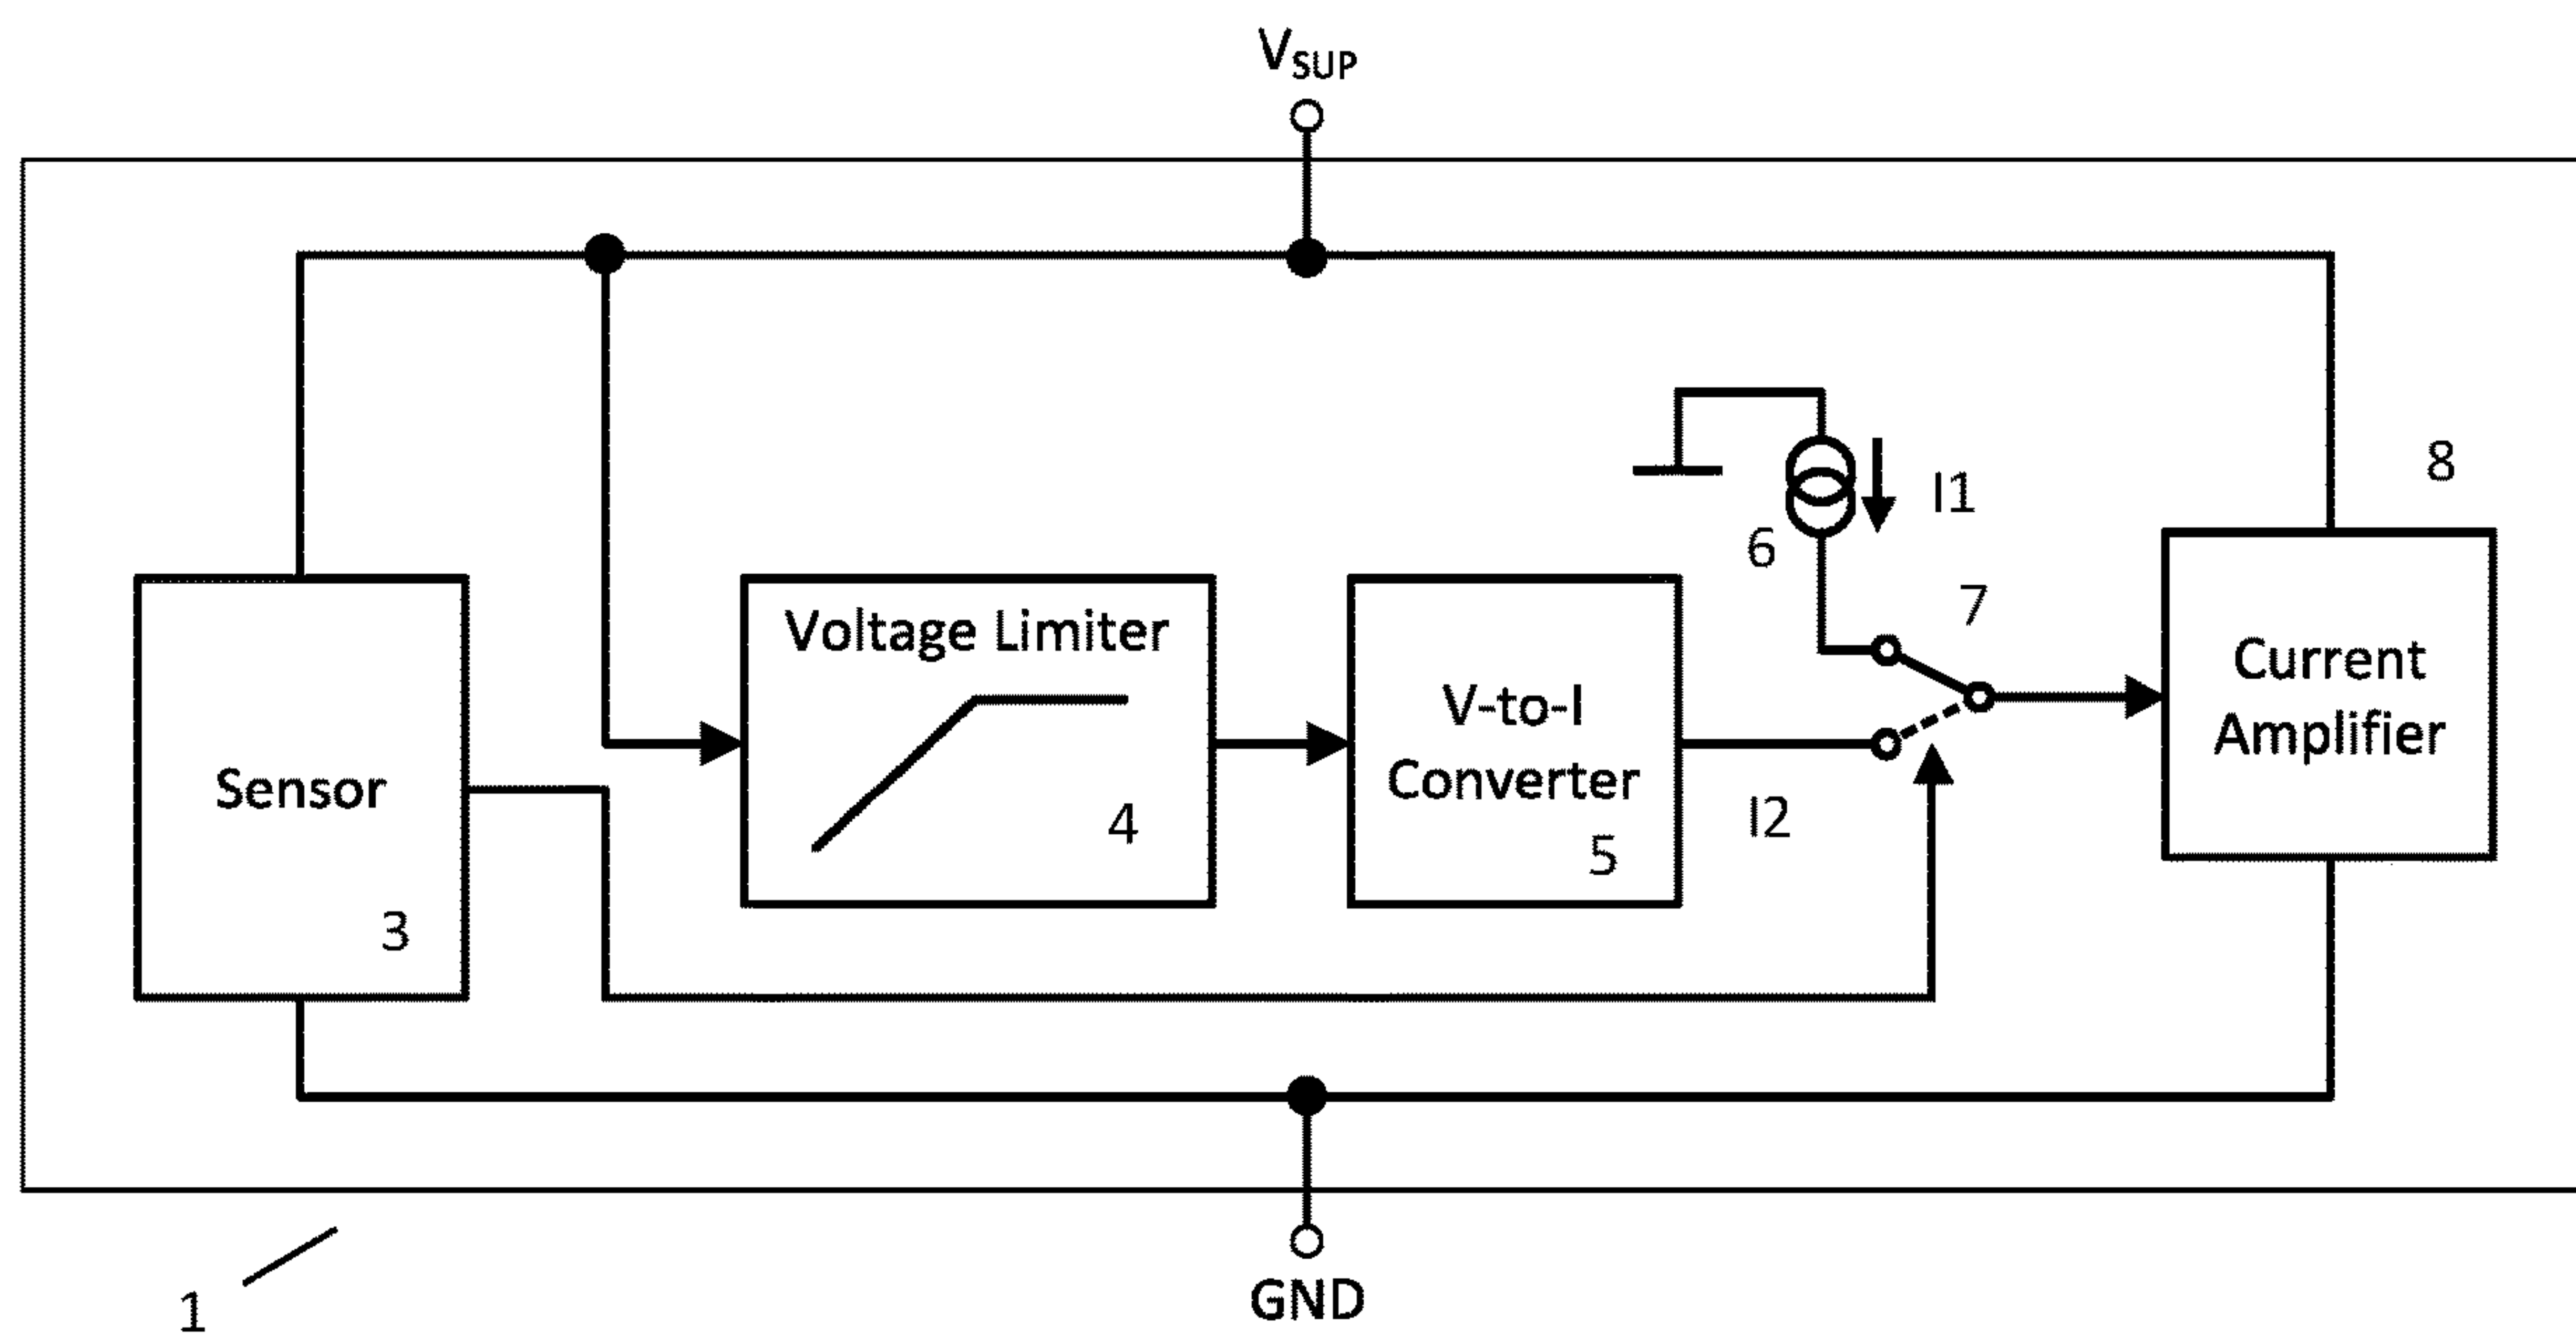 VSUP
8
I1
6
7
Voltage Limiter
4
V-to-I
Converter
5
I2
Current
Amplifier
Sensor
3
1
GND